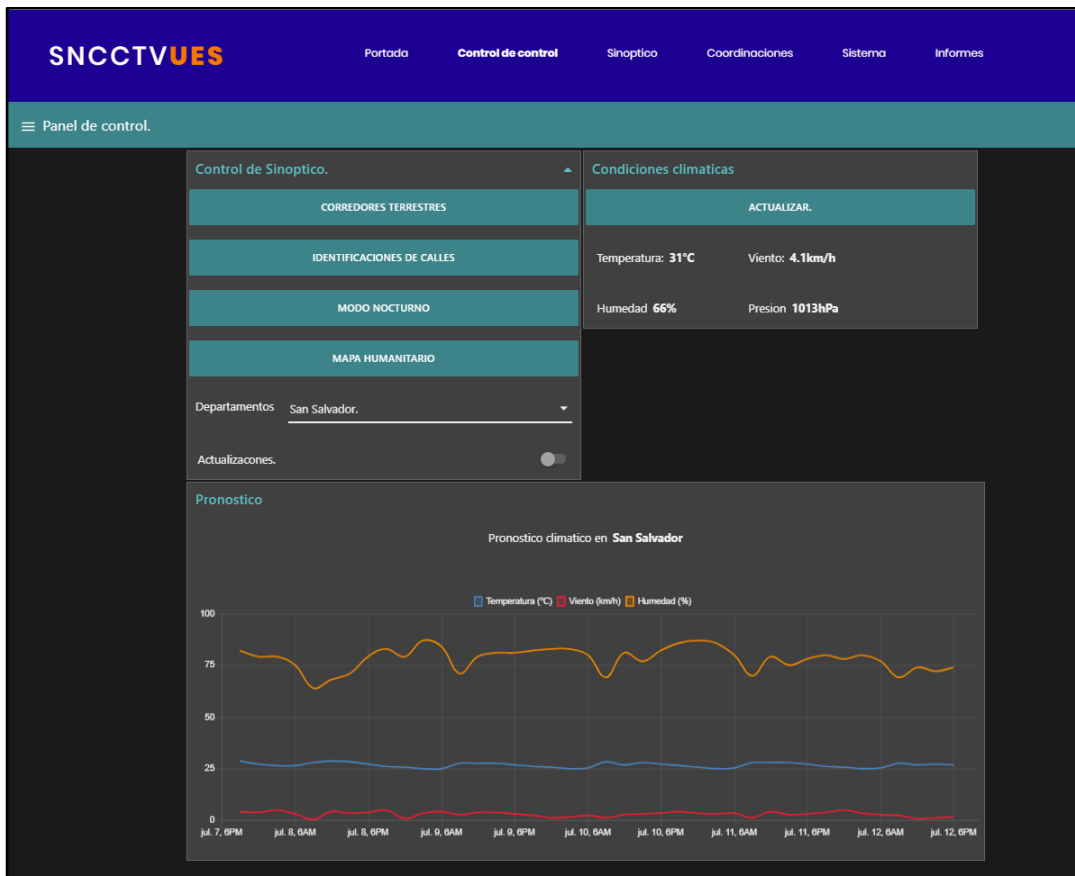 SNCCTVUES
Portada Control de control Sinoptico Coordinaciones Sistema Informes
Panel de control.
Control de Sinoptico.
CORREDORES TERRESTRES
IDENTIFICACIONES DE CALLES
MODO NOCTURNO
MAPA HUMANITARIO
Departamentos San Salvador.
Actualizacones.
Condiciones climaticas
ACTUALIZAR.
Temperatura: 31°C Viento: 4.1km/h
Humedad 66% Presion 1013hPa
Pronostico
Pronostico climatico en San Salvador
Temperatura (°C) Viento (km/h) Humedad (%)
100
75
50
25
0
jul. 7, 6PM jul. 8, 6AM jul. 8, 6PM jul. 9, 6AM jul. 9, 6PM jul. 10, 6AM jul. 10, 6PM jul. 11, 6AM jul. 11, 6PM jul. 12, 6AM jul. 12, 6PM